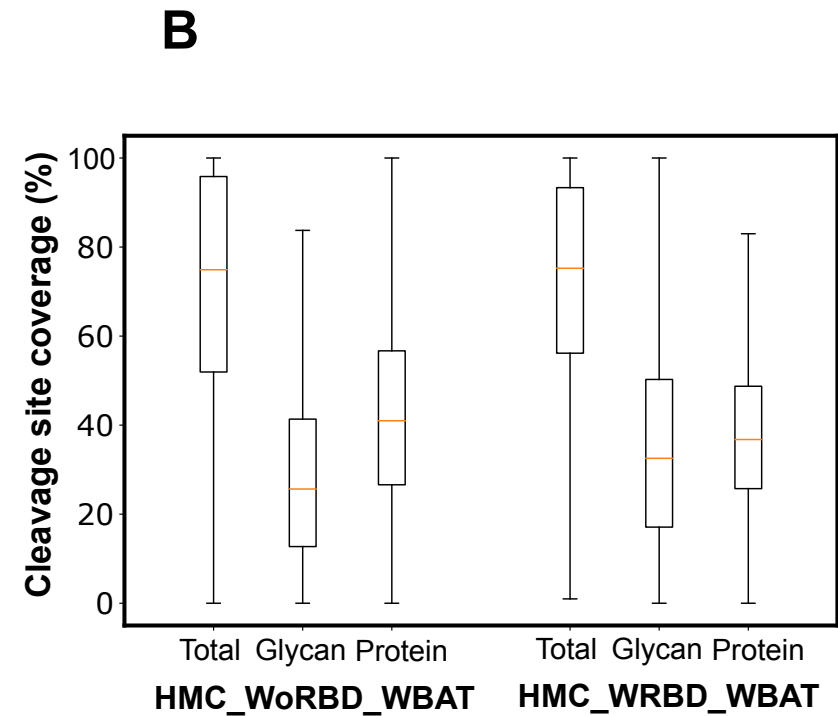 B
Cleavage site coverage (%)
100
80
60
40
20
0
Total Glycan Protein Total Glycan Protein
HMC_WoRBD_WBAT HMC_WRBD_WBAT